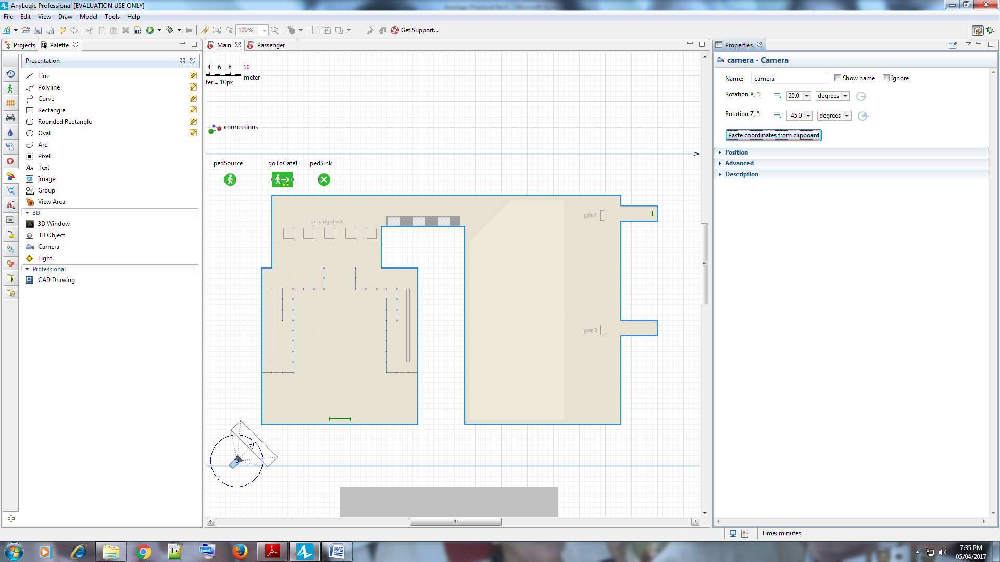 AnyLogic Professional [EVALUATION USE ONLY]
File Edit View Draw Model Tools Help
100%
Get Support...
Projects
Palette
Main
Passenger
Properties
Presentation
Line
Polyline
Curve
Rectangle
Rounded Rectangle
Oval
Arc
Pixel
Text
Image
Group
View Area
3D
3D Window
3D Object
Camera
Light
Professional
CAD Drawing
4 6 8 10
meter
ter = 10px
connections
pedSource
goToGate1
pedSink
security check
gate A
gate B
camera - Camera
Name: camera Show name Ignore
Rotation X, °: 20.0 degrees
Rotation Z, °: -45.0 degrees
Paste coordinates from clipboard
Position
Advanced
Description
Time: minutes
7:35 PM
05/04/2017